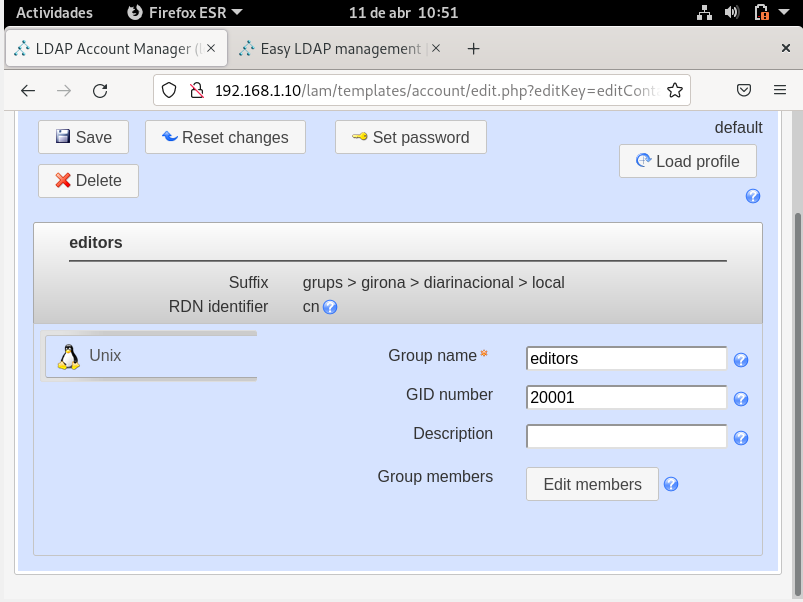 Actividades Firefox ESR 11 de abr 10:51
LDAP Account Manager ( Easy LDAP management
192.168.1.10/lam/templates/account/edit.php?editKey=editCont
Save Reset changes Set password default
Load profile
Delete
editors
Suffix grups > girona > diarinacional > local
RDN identifier cn
Unix
Group name * editors
GID number 20001
Description
Group members Edit members